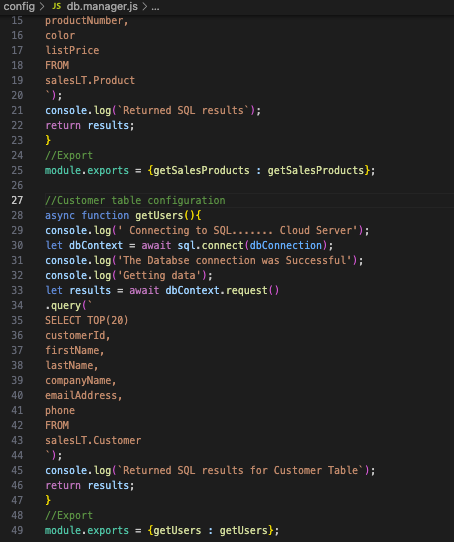 config > JS db.manager.js > ...
15 productNumber,
16 color
17 listPrice
18 FROM
19 salesLT.Product
20 `);
21 console.log(`Returned SQL results`);
22 return results;
23 }
24 //Export
25 module.exports = {getSalesProducts : getSalesProducts};
26
27 //Customer table configuration
28 async function getUsers(){
29 console.log(' Connecting to SQL....... Cloud Server');
30 let dbContext = await sql.connect(dbConnection);
31 console.log('The Databse connection was Successful');
32 console.log('Getting data');
33 let results = await dbContext.request()
34 .query(`
35 SELECT TOP(20)
36 customerId,
37 firstName,
38 lastName,
39 companyName,
40 emailAddress,
41 phone
42 FROM
43 salesLT.Customer
44 `);
45 console.log(`Returned SQL results for Customer Table`);
46 return results;
47 }
48 //Export
49 module.exports = {getUsers : getUsers};